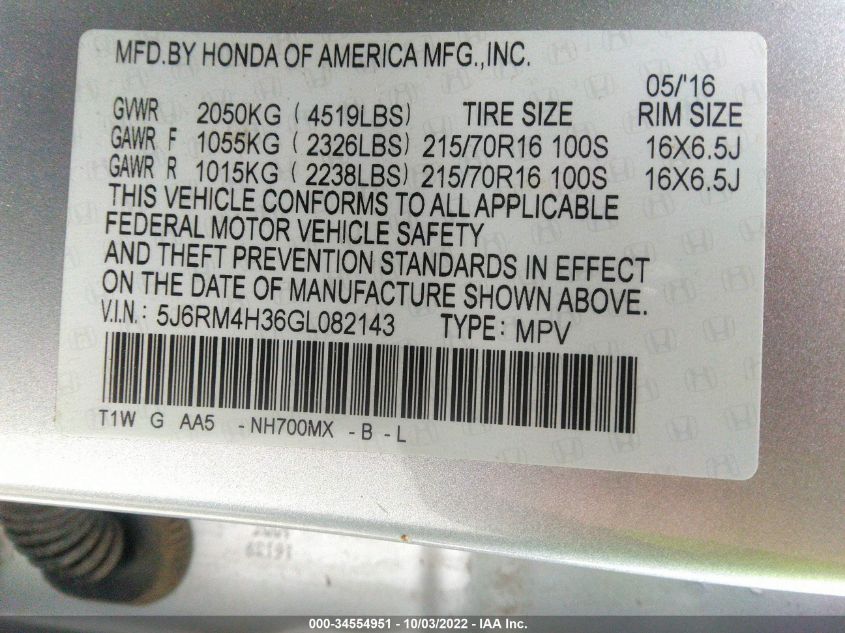 MFD.BY HONDA OF AMERICA MFG.,INC.
05/'16
GVWR 2050KG (4519LBS) TIRE SIZE RIM SIZE
GAWR F 1055KG (2326LBS) 215/70R16 100S 16X6.5J
GAWR R 1015KG (2238LBS) 215/70R16 100S 16X6.5J
THIS VEHICLE CONFORMS TO ALL APPLICABLE
FEDERAL MOTOR VEHICLE SAFETY
AND THEFT PREVENTION STANDARDS IN EFFECT
ON THE DATE OF MANUFACTURE SHOWN ABOVE.
V.I.N.: 5J6RM4H36GL082143 TYPE: MPV
T1W G AA5 -NH700MX -B -L
000-34554951 - 10/03/2022 - IAA Inc.